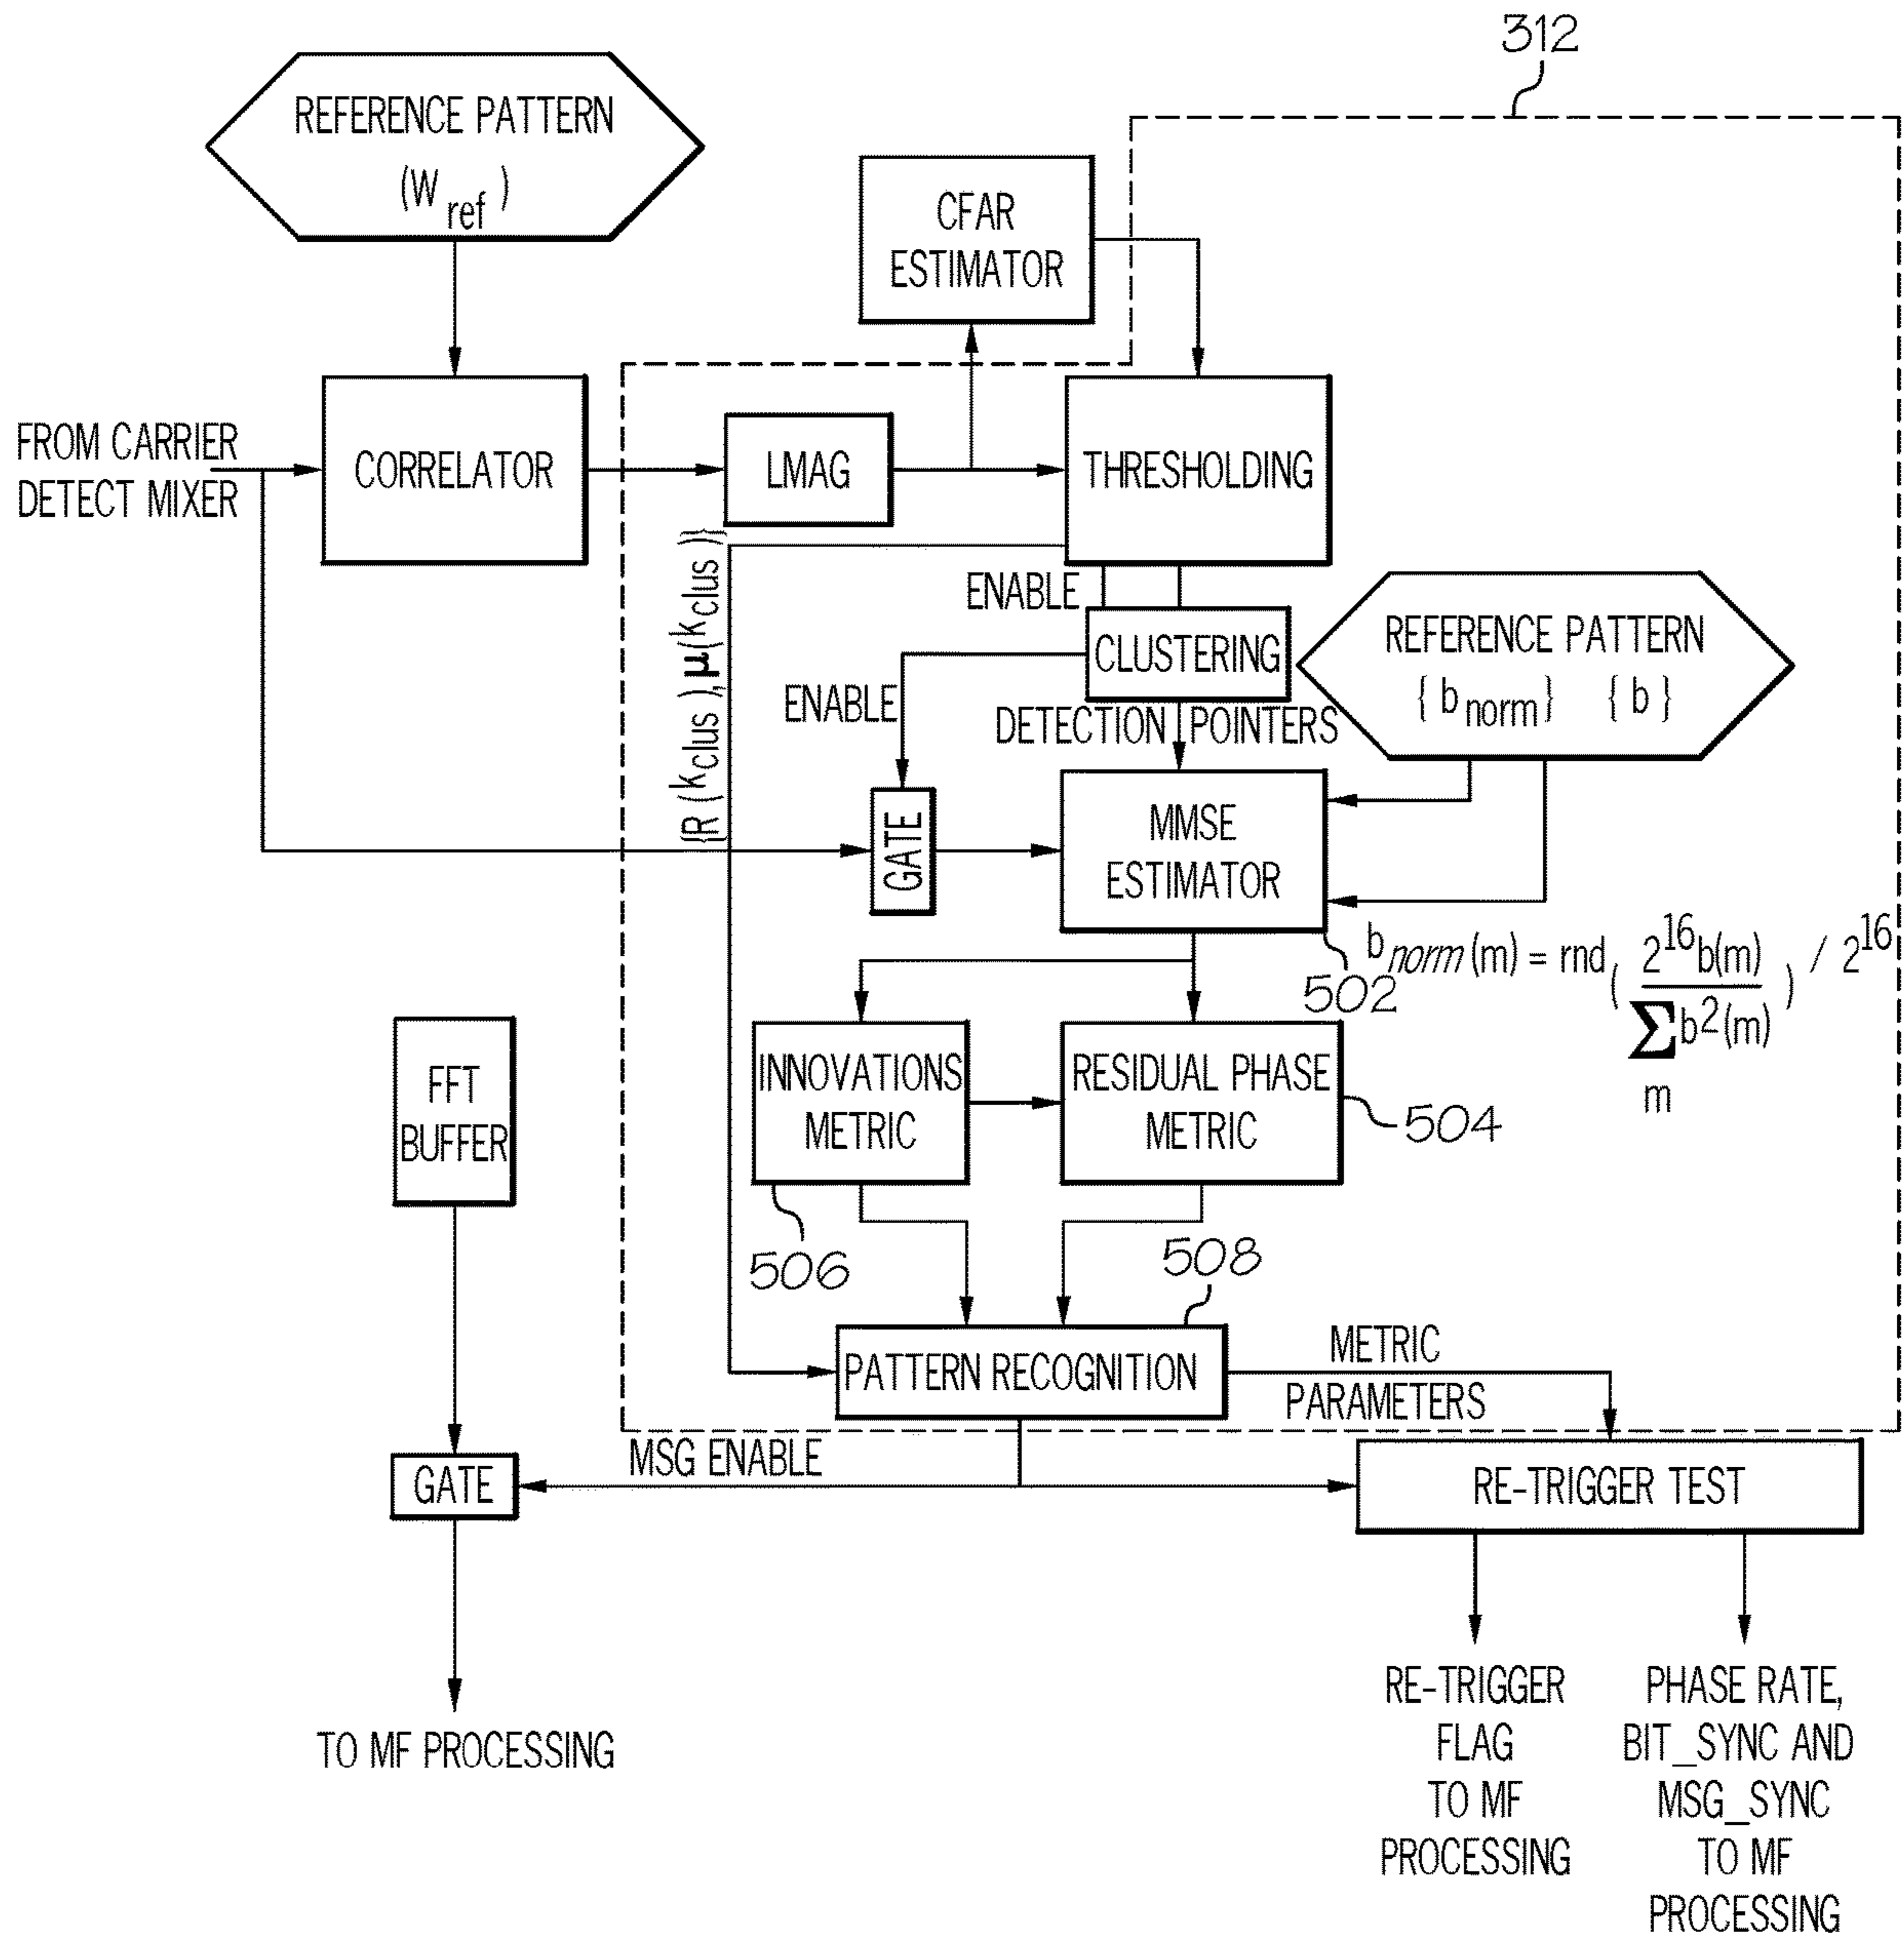 312
REFERENCE PATTERN
(W ref )
CFAR
ESTIMATOR
FROM CARRIER
DETECT MIXER
CORRELATOR
LMAG
THRESHOLDING
{R (k clus ), μ (k clus )}
ENABLE
CLUSTERING
REFERENCE PATTERN
{ b norm } { b }
ENABLE
DETECTION POINTERS
GATE
MMSE
ESTIMATOR
502
b norm (m) = rnd ( 2^16 b(m) / Σ m b^2(m) ) / 2^16
FFT
BUFFER
INNOVATIONS
METRIC
RESIDUAL PHASE
METRIC
504
506
508
PATTERN RECOGNITION
METRIC
PARAMETERS
MSG ENABLE
GATE
RE-TRIGGER TEST
TO MF PROCESSING
RE-TRIGGER
FLAG
TO MF
PROCESSING
PHASE RATE,
BIT_SYNC AND
MSG_SYNC
TO MF
PROCESSING